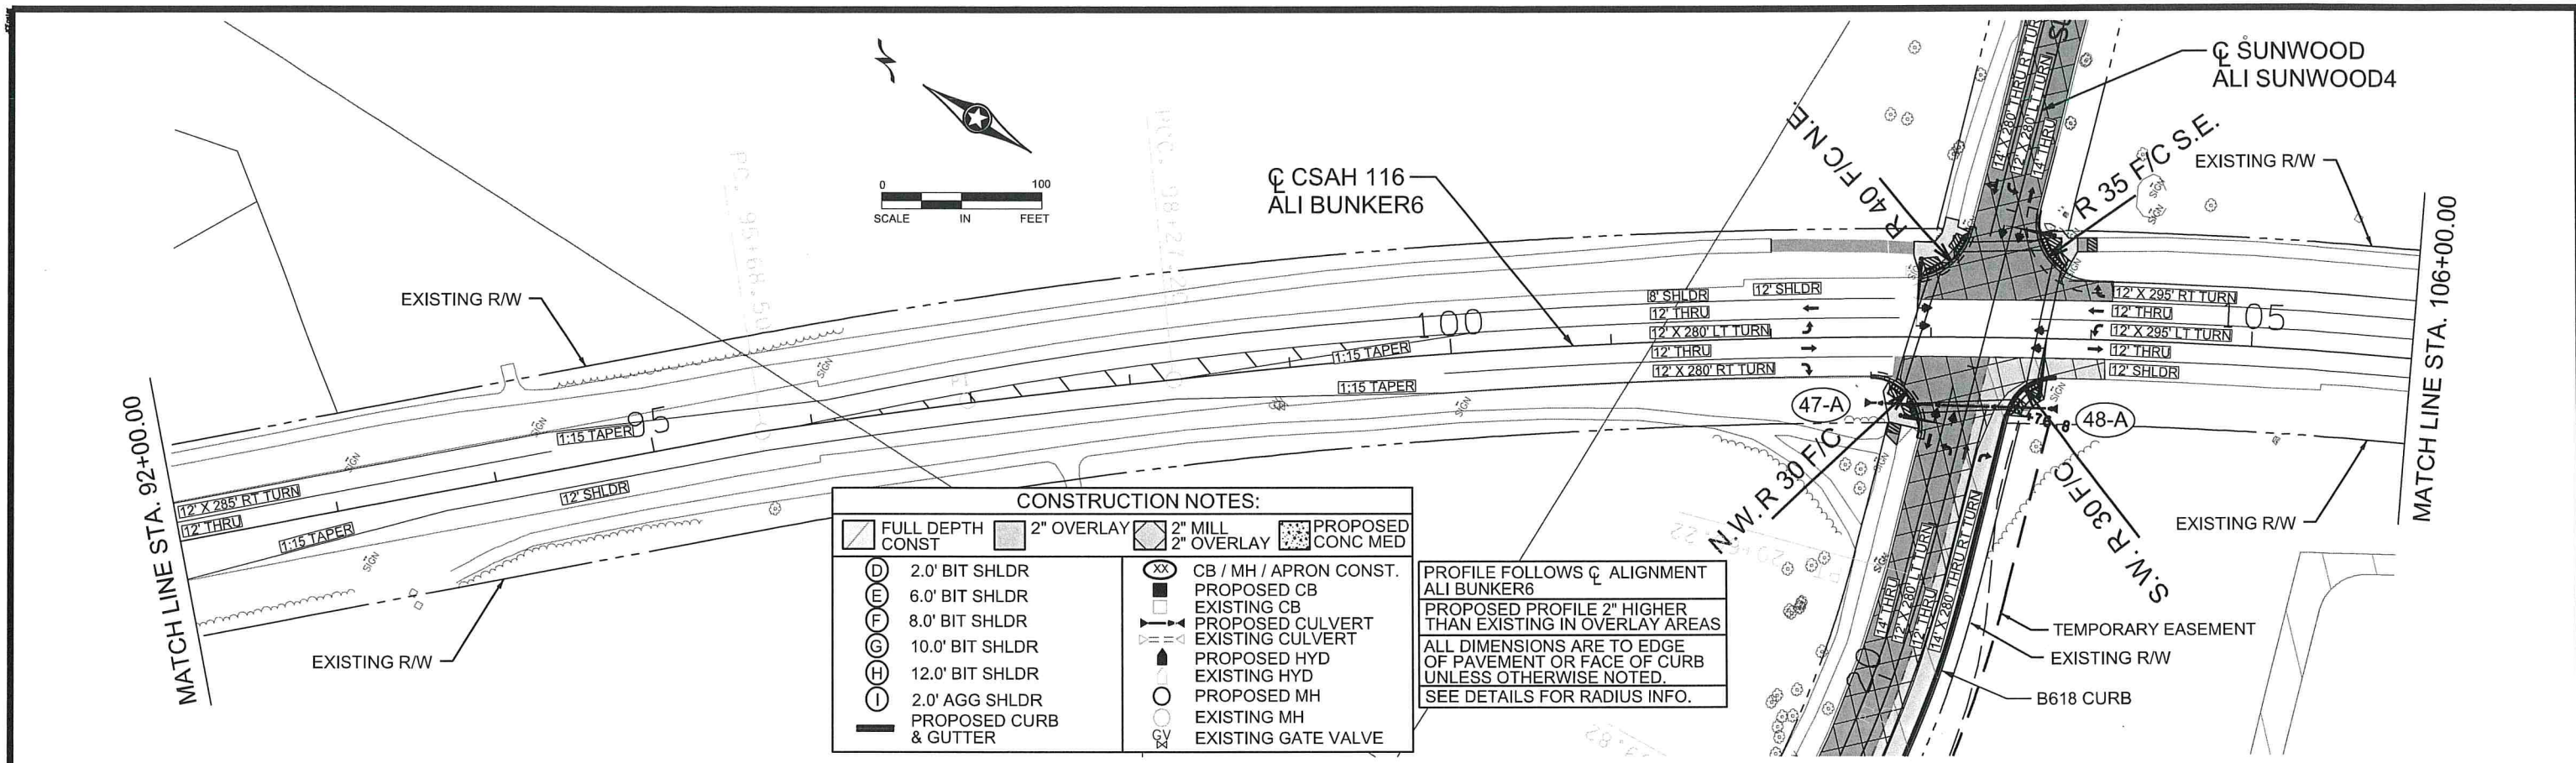 ℄ SUNWOOD
ALI SUNWOOD4
EXISTING R/W
MATCH LINE STA. 106+00.00
R 40 F/C N.E.
R 35 F/C S.E.
14' X 280' THRU RT TURN
12' X 280' LT TURN
14' THRU
0 100
SCALE IN FEET
℄ CSAH 116
ALI BUNKER6
EXISTING R/W
8' SHLDR
12' SHLDR
12' THRU
12' X 280' LT TURN
12' THRU
12' X 280' RT TURN
12' X 295' RT TURN
12' THRU
12' X 295' LT TURN
12' THRU
12' SHLDR
105
100
1:15 TAPER
1:15 TAPER
95
1:15 TAPER
SIGN
SIGN
SIGN
SIGN
SIGN
12' X 285' RT TURN
12' THRU
12' SHLDR
1:15 TAPER
MATCH LINE STA. 92+00.00
EXISTING R/W
47-A
48-A
N.W. R 30 F/C
S.W. R 30 F/C
EXISTING R/W
14' THRU
12' X 280' LT TURN
12' THRU
14' X 280' THRU RT TURN
20
TEMPORARY EASEMENT
EXISTING R/W
B618 CURB
CONSTRUCTION NOTES:
FULL DEPTH CONST
2" OVERLAY
2" MILL 2" OVERLAY
PROPOSED CONC MED
D 2.0' BIT SHLDR
E 6.0' BIT SHLDR
F 8.0' BIT SHLDR
G 10.0' BIT SHLDR
H 12.0' BIT SHLDR
I 2.0' AGG SHLDR
PROPOSED CURB & GUTTER
XX CB / MH / APRON CONST.
PROPOSED CB
EXISTING CB
PROPOSED CULVERT
EXISTING CULVERT
PROPOSED HYD
EXISTING HYD
PROPOSED MH
EXISTING MH
GV EXISTING GATE VALVE
PROFILE FOLLOWS ℄ ALIGNMENT
ALI BUNKER6
PROPOSED PROFILE 2" HIGHER
THAN EXISTING IN OVERLAY AREAS
ALL DIMENSIONS ARE TO EDGE
OF PAVEMENT OR FACE OF CURB
UNLESS OTHERWISE NOTED.
SEE DETAILS FOR RADIUS INFO.